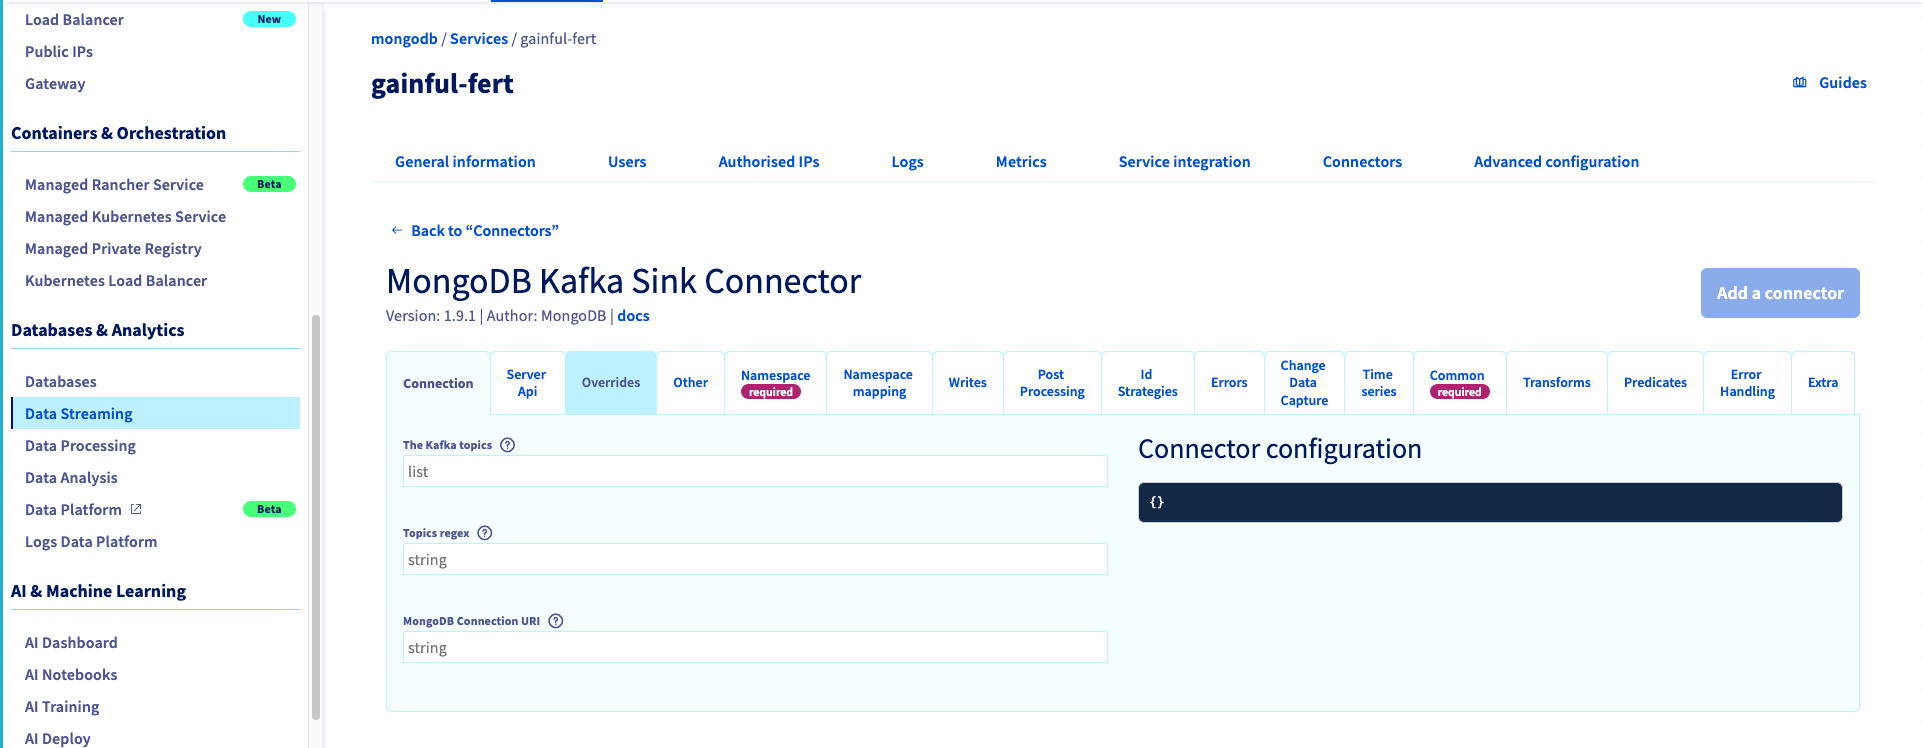 Load Balancer
New
Public IPs
Gateway
Containers & Orchestration
Managed Rancher Service
Beta
Managed Kubernetes Service
Managed Private Registry
Kubernetes Load Balancer
Databases & Analytics
Databases
Data Streaming
Data Processing
Data Analysis
Data Platform
Beta
Logs Data Platform
AI & Machine Learning
AI Dashboard
AI Notebooks
AI Training
AI Deploy
mongodb / Services / gainful-fert
gainful-fert
Guides
General information
Users
Authorised IPs
Logs
Metrics
Service integration
Connectors
Advanced configuration
← Back to “Connectors”
MongoDB Kafka Sink Connector
Version: 1.9.1 | Author: MongoDB | docs
Add a connector
Connection
Server
Api
Overrides
Other
Namespace
required
Namespace
mapping
Writes
Post
Processing
Id
Strategies
Errors
Change
Data
Capture
Time
series
Common
required
Transforms
Predicates
Error
Handling
Extra
The Kafka topics ?
list
Topics regex ?
string
MongoDB Connection URI ?
string
Connector configuration
{}